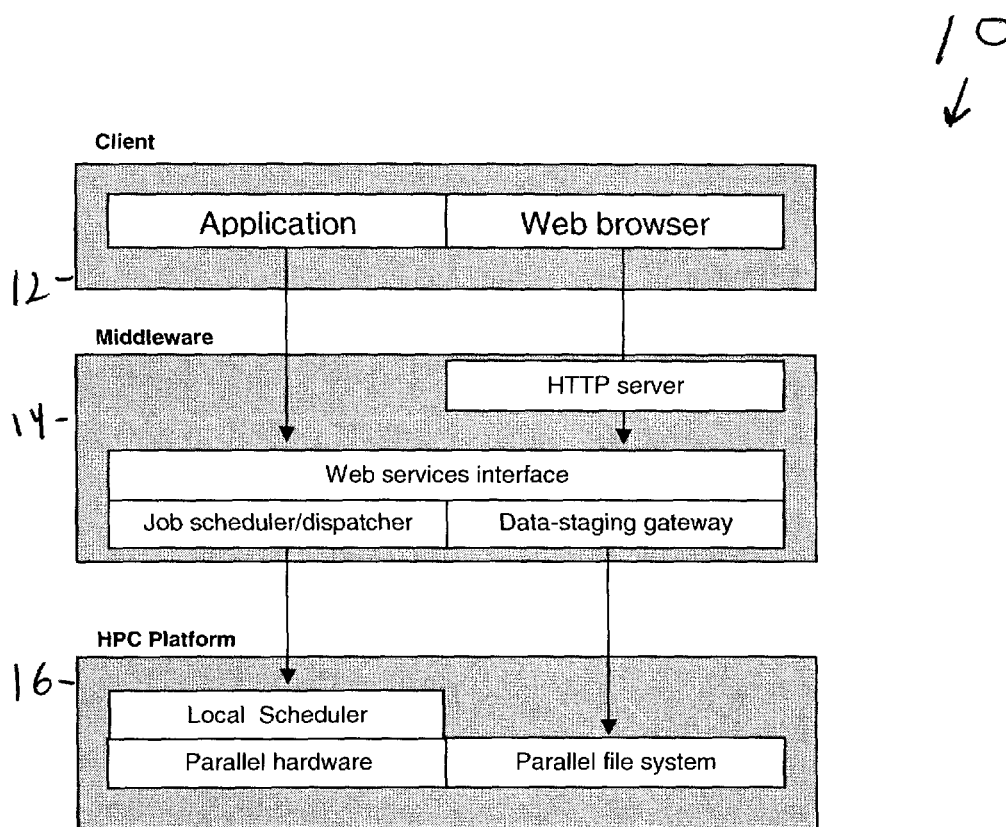 10
Client
Application Web browser
12
Middleware
HTTP server
14
Web services interface
Job scheduler/dispatcher Data-staging gateway
HPC Platform
16
Local Scheduler
Parallel hardware Parallel file system